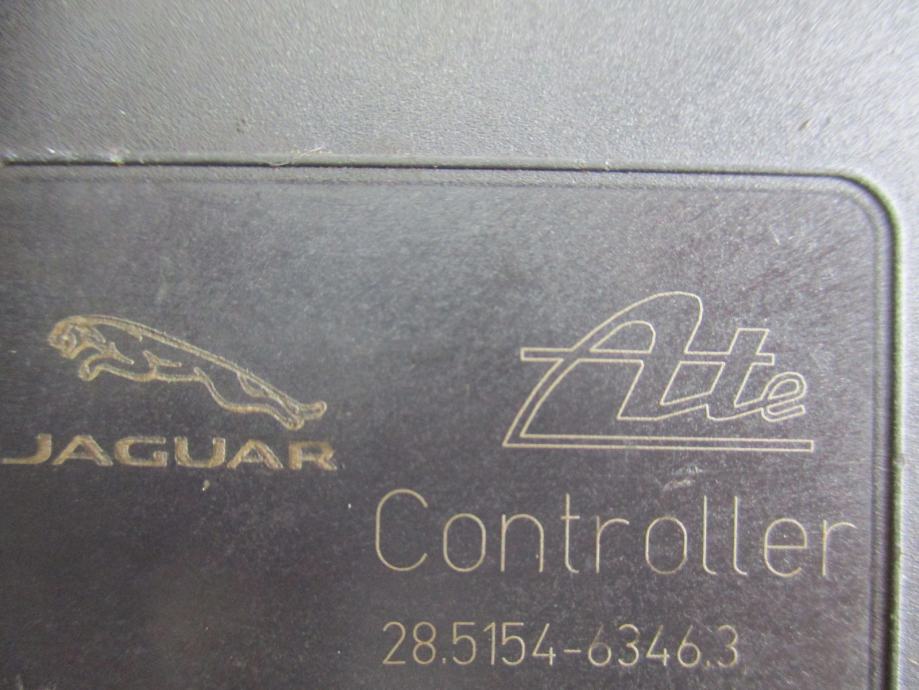 JAGUAR
Ate
Controller
28.5154-6346.3